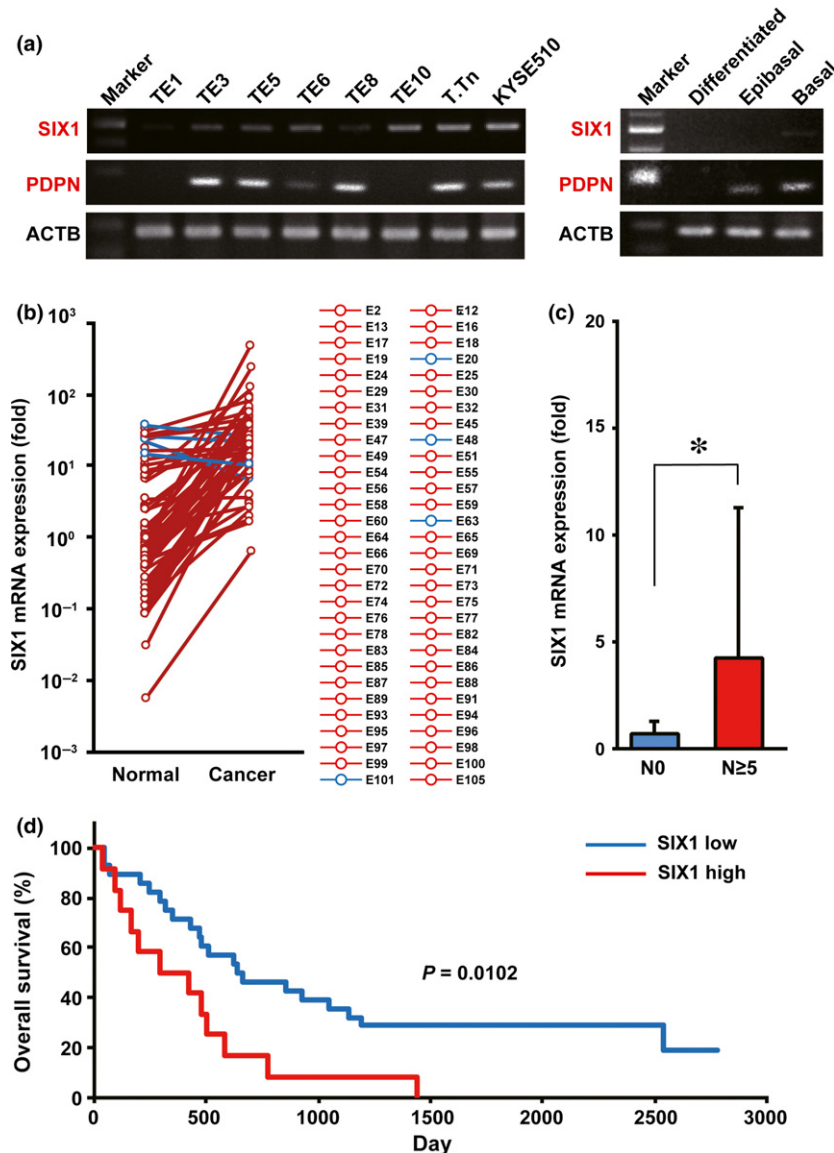 (a)
Marker TE1 TE3 TE5 TE6 TE8 TE10 T.Tn KYSE510
SIX1
PDPN
ACTB
Marker Differentiated Epibasal Basal
SIX1
PDPN
ACTB
(b)
SIX1 mRNA expression (fold)
10³
10²
10¹
10⁰
10⁻¹
10⁻²
10⁻³
Normal Cancer
E2 E12
E13 E16
E17 E18
E19 E20
E24 E25
E29 E30
E31 E32
E39 E45
E47 E48
E49 E51
E54 E55
E56 E57
E58 E59
E60 E63
E64 E65
E66 E69
E70 E71
E72 E73
E74 E75
E76 E77
E78 E82
E83 E84
E85 E86
E87 E88
E89 E91
E93 E94
E95 E96
E97 E98
E99 E100
E101 E105
(c)
SIX1 mRNA expression (fold)
20
15
10
5
0
*
N0 N≥5
(d)
Overall survival (%)
100
80
60
40
20
0
SIX1 low
SIX1 high
P = 0.0102
0 500 1000 1500 2000 2500 3000
Day